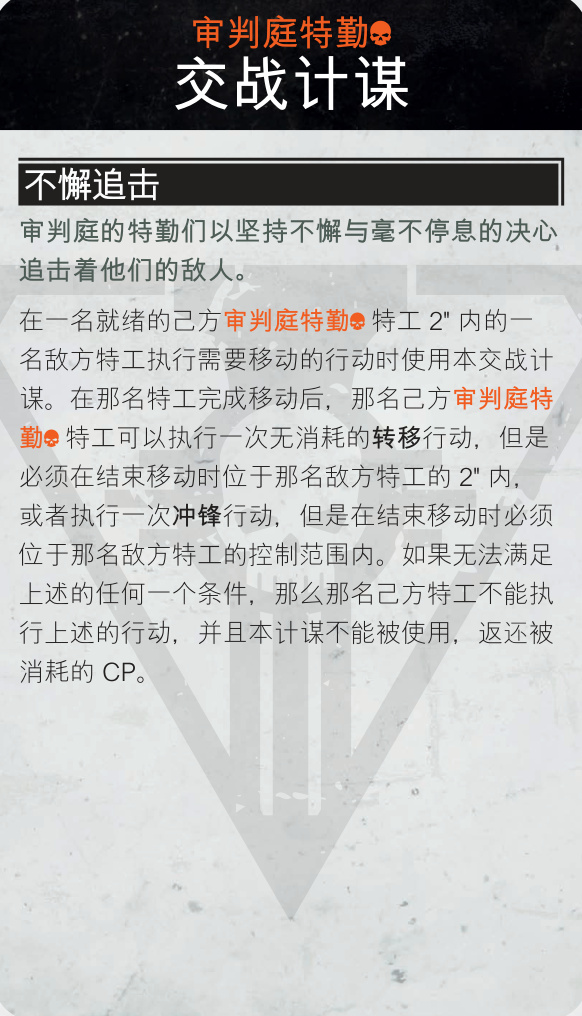 审判庭特勤
交战计谋
不懈追击
审判庭的特勤们以坚持不懈与毫不停息的决心
追击着他们的敌人。
在一名就绪的己方审判庭特勤 特工 2" 内的一
名敌方特工执行需要移动的行动时使用本交战计
谋。在那名特工完成移动后，那名己方审判庭特
勤 特工可以执行一次无消耗的转移行动，但是
必须在结束移动时位于那名敌方特工的 2" 内，
或者执行一次冲锋行动，但是在结束移动时必须
位于那名敌方特工的控制范围内。如果无法满足
上述的任何一个条件，那么那名己方特工不能执
行上述的行动，并且本计谋不能被使用，返还被
消耗的 CP。